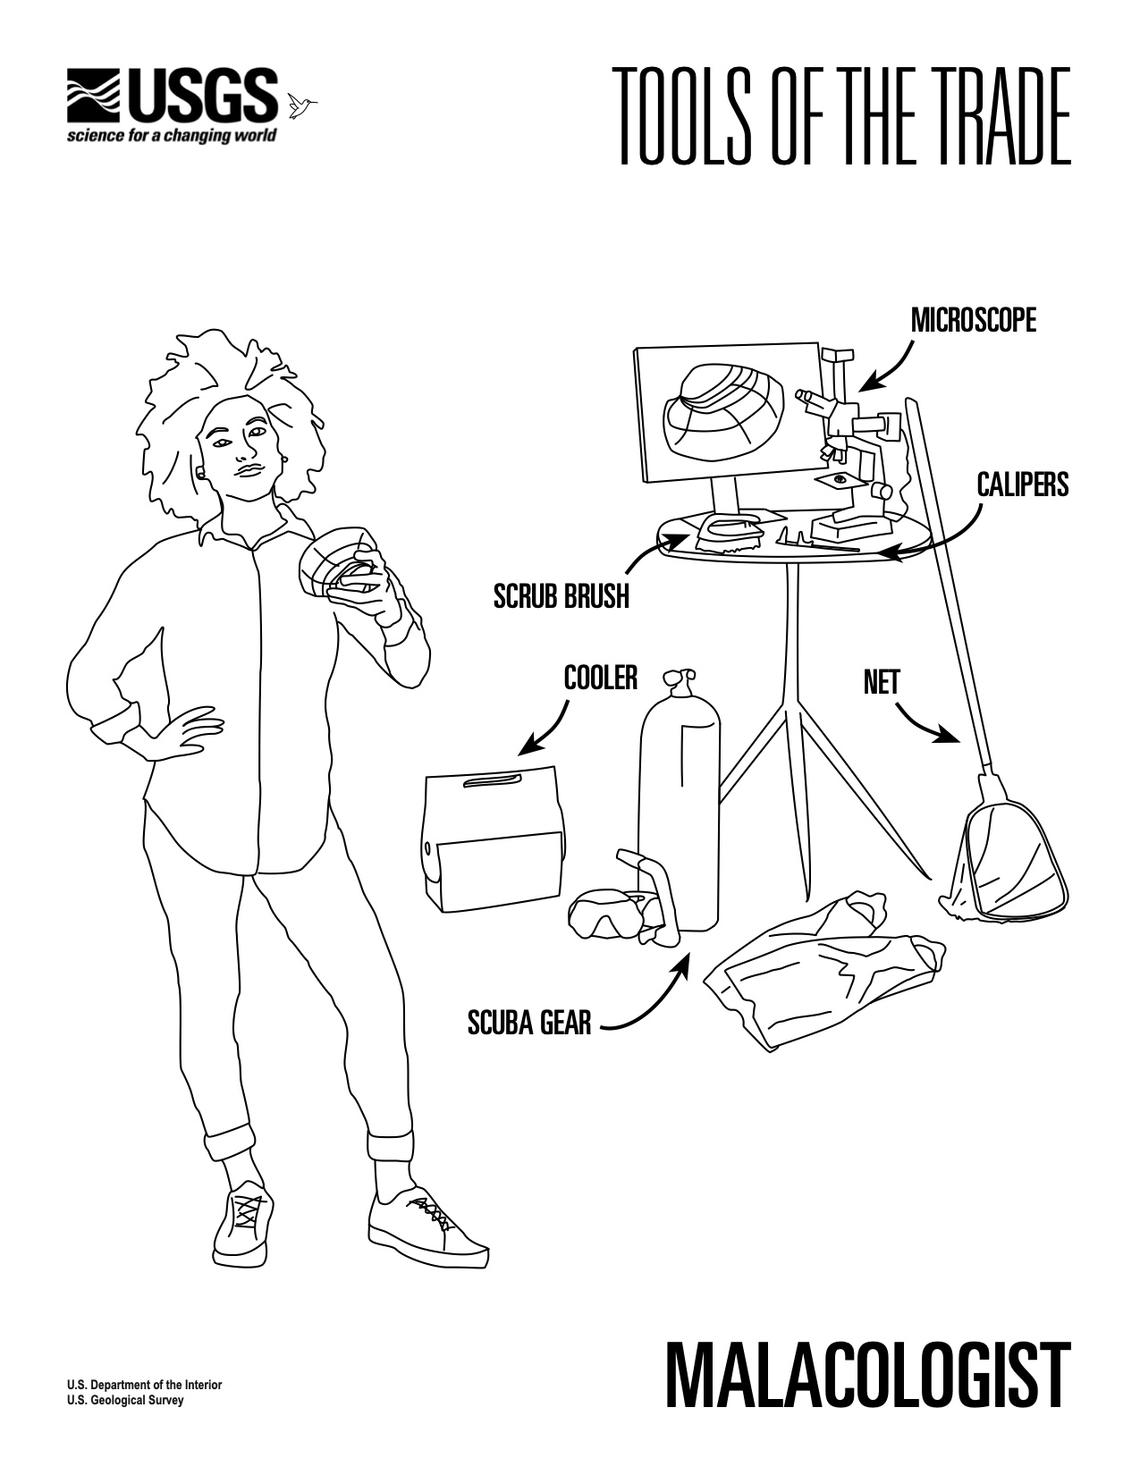 USGS
science for a changing world
TOOLS OF THE TRADE
MICROSCOPE
CALIPERS
SCRUB BRUSH
COOLER
NET
SCUBA GEAR
U.S. Department of the Interior
U.S. Geological Survey
MALACOLOGIST